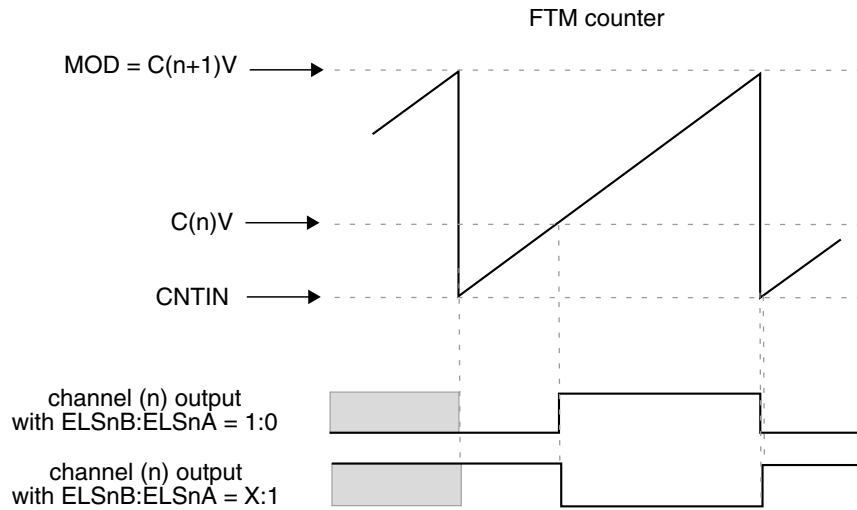 FTM counter
MOD = C(n+1)V
C(n)V
CNTIN
channel (n) output
with ELSnB:ELSnA = 1:0
channel (n) output
with ELSnB:ELSnA = X:1